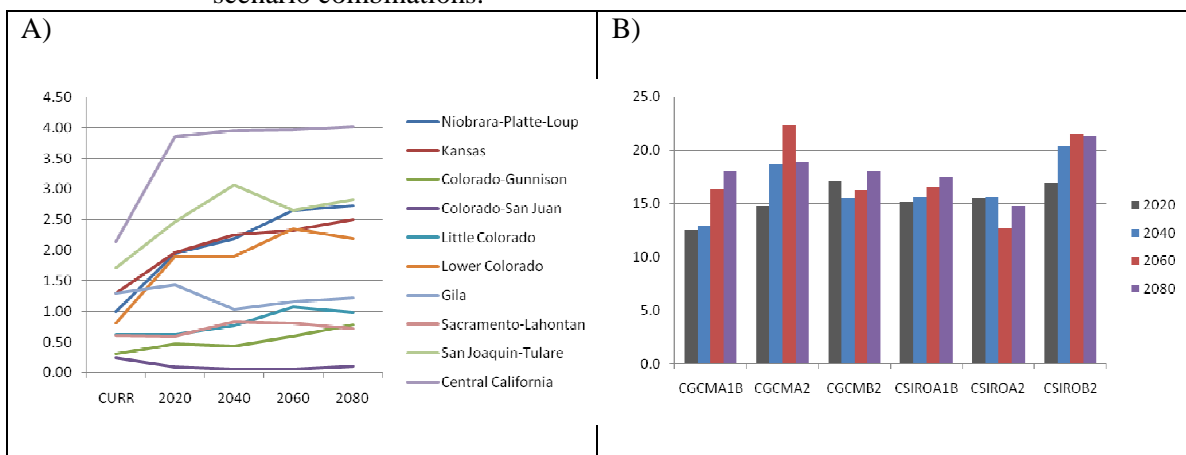 scenario combinations.
A)
4.50
4.00
3.50
3.00
2.50
2.00
1.50
1.00
0.50
0.00
CURR 2020 2040 2060 2080
Niobrara-Platte-Loup
Kansas
Colorado-Gunnison
Colorado-San Juan
Little Colorado
Lower Colorado
Gila
Sacramento-Lahontan
San Joaquin-Tulare
Central California
B)
25.0
20.0
15.0
10.0
5.0
0.0
CGCMA1B CGCMA2 CGCMB2 CSIROA1B CSIROA2 CSIROB2
2020
2040
2060
2080